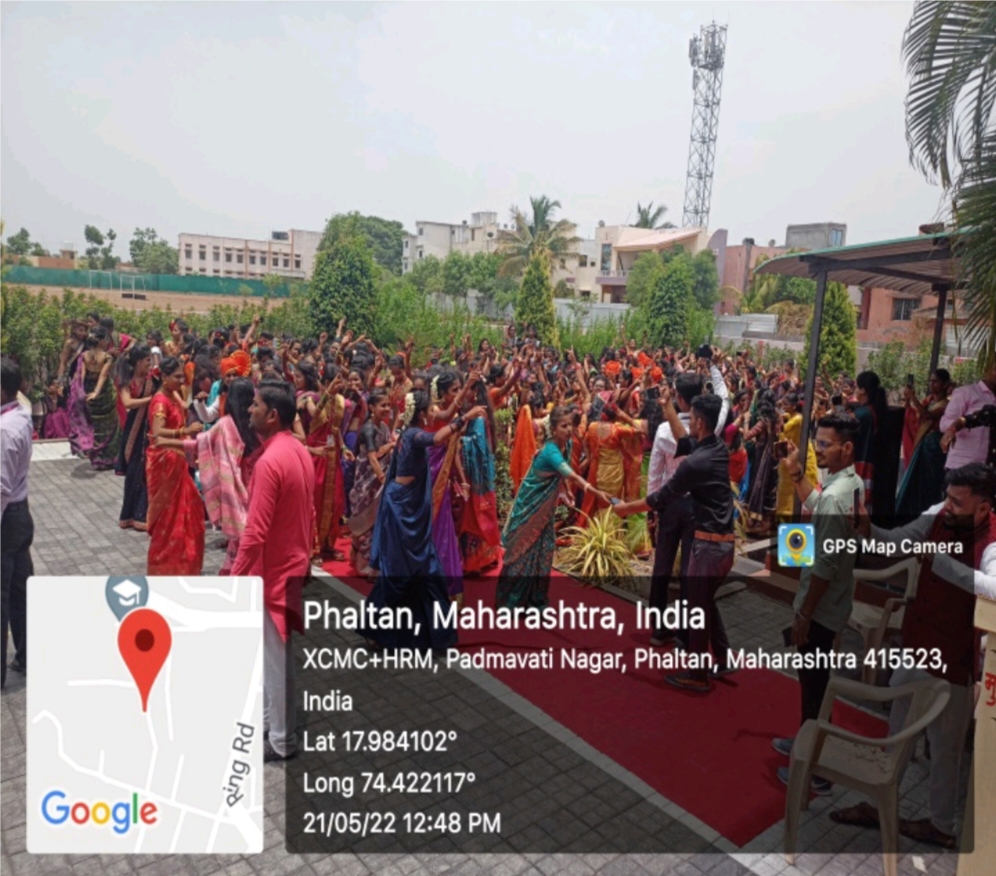 GPS Map Camera
Phaltan, Maharashtra, India
XCMC+HRM, Padmavati Nagar, Phaltan, Maharashtra 415523,
India
Lat 17.984102°
Long 74.422117°
21/05/22 12:48 PM
Ring Rd
Google